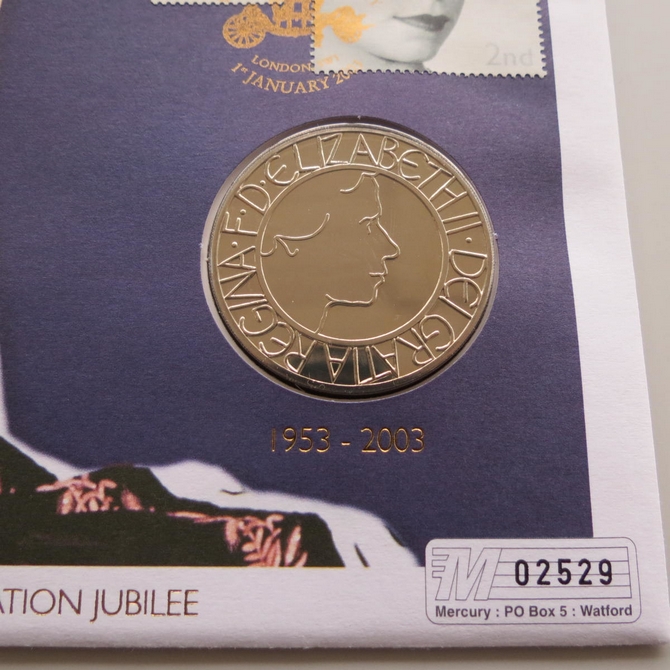 2nd
LONDON
1st JANUARY
ELIZABETH II · DEI GRATIA REGINA · F · D ·
1953 - 2003
ATION JUBILEE
M 02529
Mercury : PO Box 5 : Watford